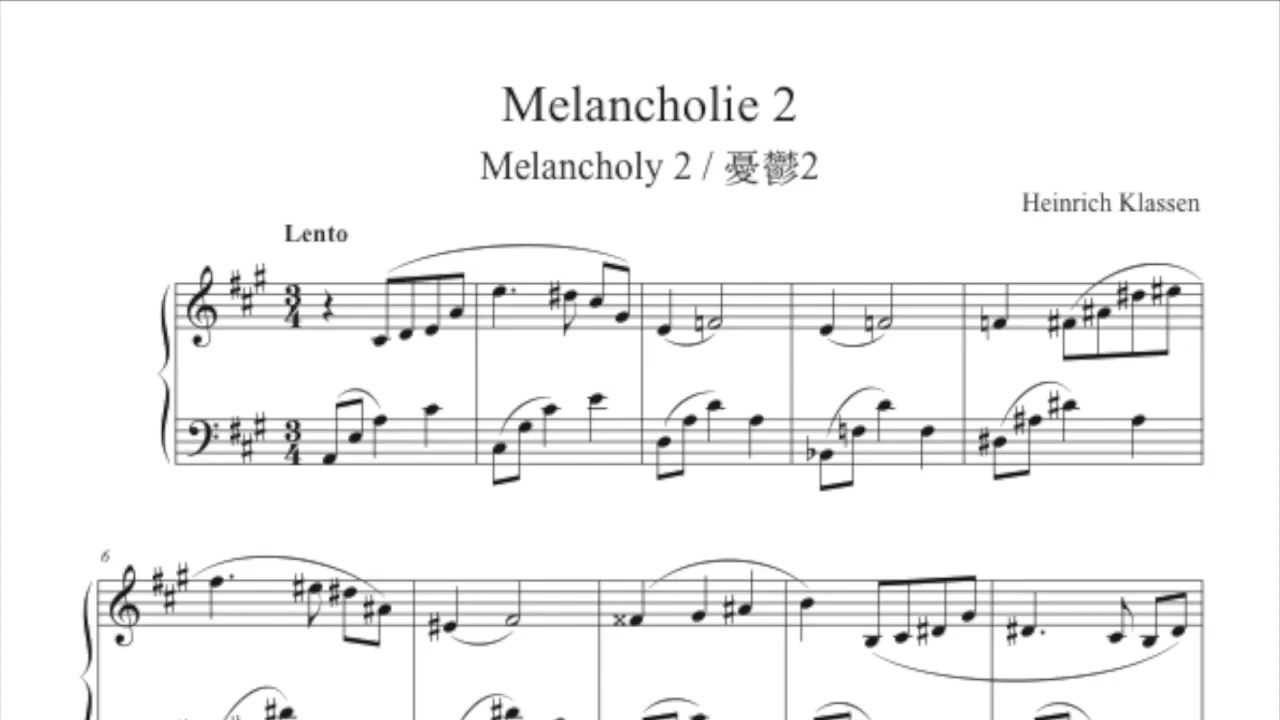 Melancholie 2
Melancholy 2 / 憂鬱2
Heinrich Klassen
Lento
3
4
3
4
6